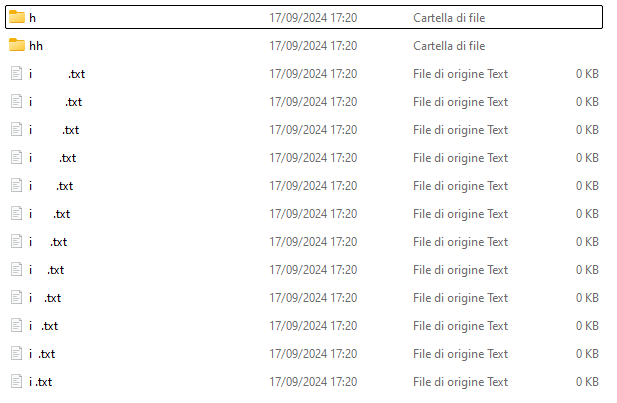 h 17/09/2024 17:20 Cartella di file
hh 17/09/2024 17:20 Cartella di file
i            .txt 17/09/2024 17:20 File di origine Text 0 KB
i           .txt 17/09/2024 17:20 File di origine Text 0 KB
i          .txt 17/09/2024 17:20 File di origine Text 0 KB
i         .txt 17/09/2024 17:20 File di origine Text 0 KB
i        .txt 17/09/2024 17:20 File di origine Text 0 KB
i       .txt 17/09/2024 17:20 File di origine Text 0 KB
i      .txt 17/09/2024 17:20 File di origine Text 0 KB
i     .txt 17/09/2024 17:20 File di origine Text 0 KB
i    .txt 17/09/2024 17:20 File di origine Text 0 KB
i   .txt 17/09/2024 17:20 File di origine Text 0 KB
i  .txt 17/09/2024 17:20 File di origine Text 0 KB
i .txt 17/09/2024 17:20 File di origine Text 0 KB